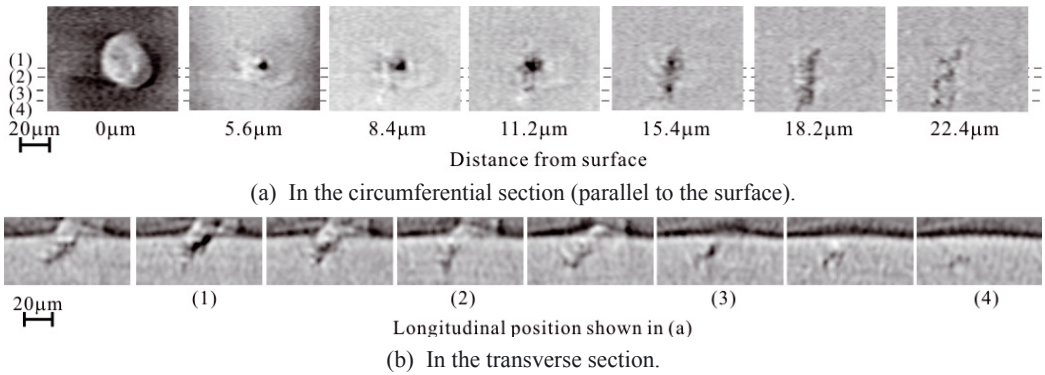 (1)
(2)
(3)
(4)
20μm 0μm 5.6μm 8.4μm 11.2μm 15.4μm 18.2μm 22.4μm
Distance from surface
(a) In the circumferential section (parallel to the surface).
(1) (2) (3) (4)
20μm
Longitudinal position shown in (a)
(b) In the transverse section.